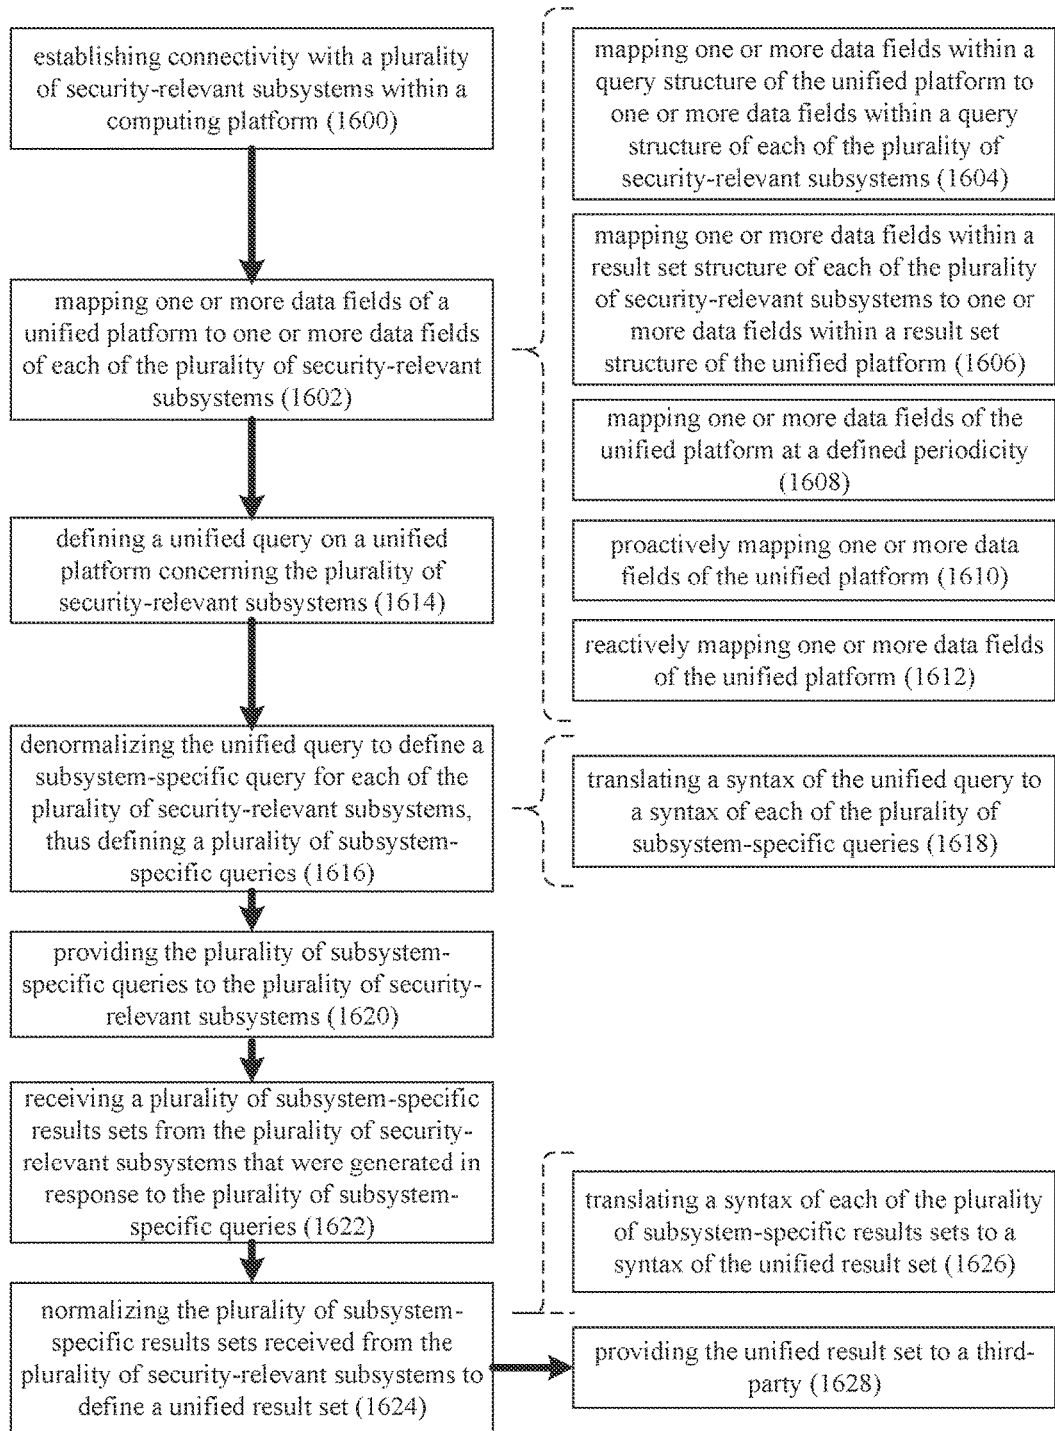 establishing connectivity with a plurality
of security-relevant subsystems within a
computing platform (1600)
mapping one or more data fields of a
unified platform to one or more data fields
of each of the plurality of security-relevant
subsystems (1602)
mapping one or more data fields within a
query structure of the unified platform to
one or more data fields within a query
structure of each of the plurality of
security-relevant subsystems (1604)
mapping one or more data fields within a
result set structure of each of the plurality
of security-relevant subsystems to one or
more data fields within a result set
structure of the unified platform (1606)
mapping one or more data fields of the
unified platform at a defined periodicity
(1608)
proactively mapping one or more data
fields of the unified platform (1610)
reactively mapping one or more data fields
of the unified platform (1612)
defining a unified query on a unified
platform concerning the plurality of
security-relevant subsystems (1614)
denormalizing the unified query to define a
subsystem-specific query for each of the
plurality of security-relevant subsystems,
thus defining a plurality of subsystem-
specific queries (1616)
translating a syntax of the unified query to
a syntax of each of the plurality of
subsystem-specific queries (1618)
providing the plurality of subsystem-
specific queries to the plurality of security-
relevant subsystems (1620)
receiving a plurality of subsystem-specific
results sets from the plurality of security-
relevant subsystems that were generated in
response to the plurality of subsystem-
specific queries (1622)
normalizing the plurality of subsystem-
specific results sets received from the
plurality of security-relevant subsystems to
define a unified result set (1624)
translating a syntax of each of the plurality
of subsystem-specific results sets to a
syntax of the unified result set (1626)
providing the unified result set to a third-
party (1628)